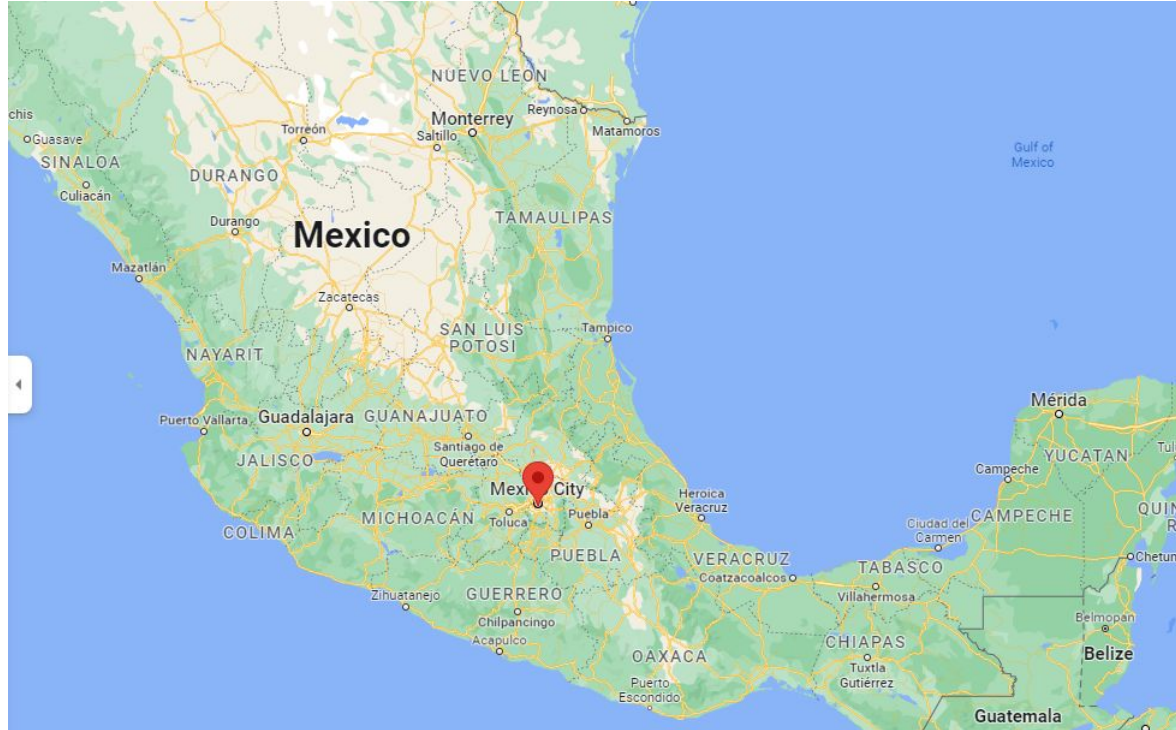 NUEVO LEON
Reynosa
Monterrey
Matamoros
Saltillo
Torreón
chis
Guasave
SINALOA
Culiacán
DURANGO
Gulf of
Mexico
Durango
TAMAULIPAS
Mexico
Mazatlán
Zacatecas
SAN LUIS
POTOSI
Tampico
NAYARIT
Puerto Vallarta
Guadalajara
GUANAJUATO
Santiago de
Querétaro
JALISCO
Mérida
YUCATAN
Campeche
Mexico City
Heroica
Veracruz
MICHOACÁN
Toluca
Puebla
COLIMA
PUEBLA
VERACRUZ
Coatzacoalcos
Ciudad del
Carmen
CAMPECHE
QUIN
R
TABASCO
Villahermosa
Chetum
Zihuatanejo
GUERRERO
Chilpancingo
Acapulco
Belmopan
Belize
CHIAPAS
Tuxtla
Gutiérrez
OAXACA
Puerto
Escondido
Guatemala